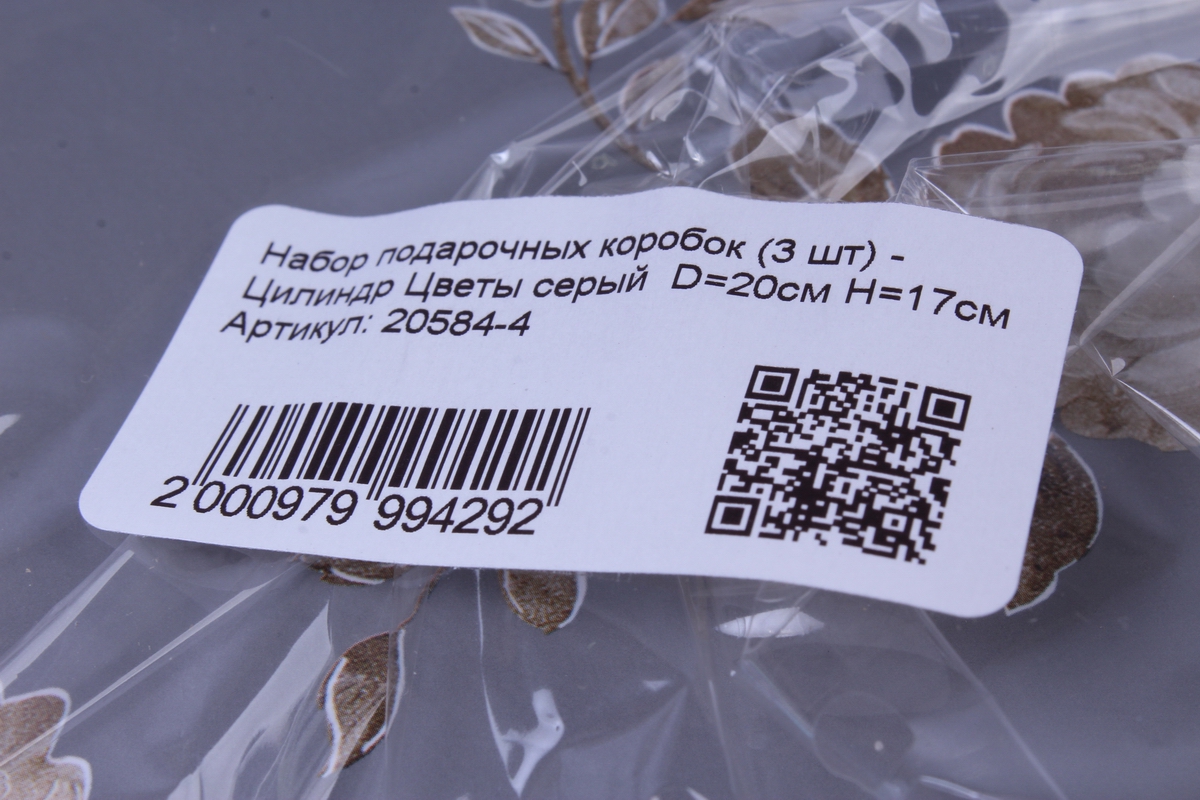 Набор подарочных коробок (3 шт) -
Цилиндр Цветы серый D=20см H=17см
Артикул: 20584-4
2 000979 994292